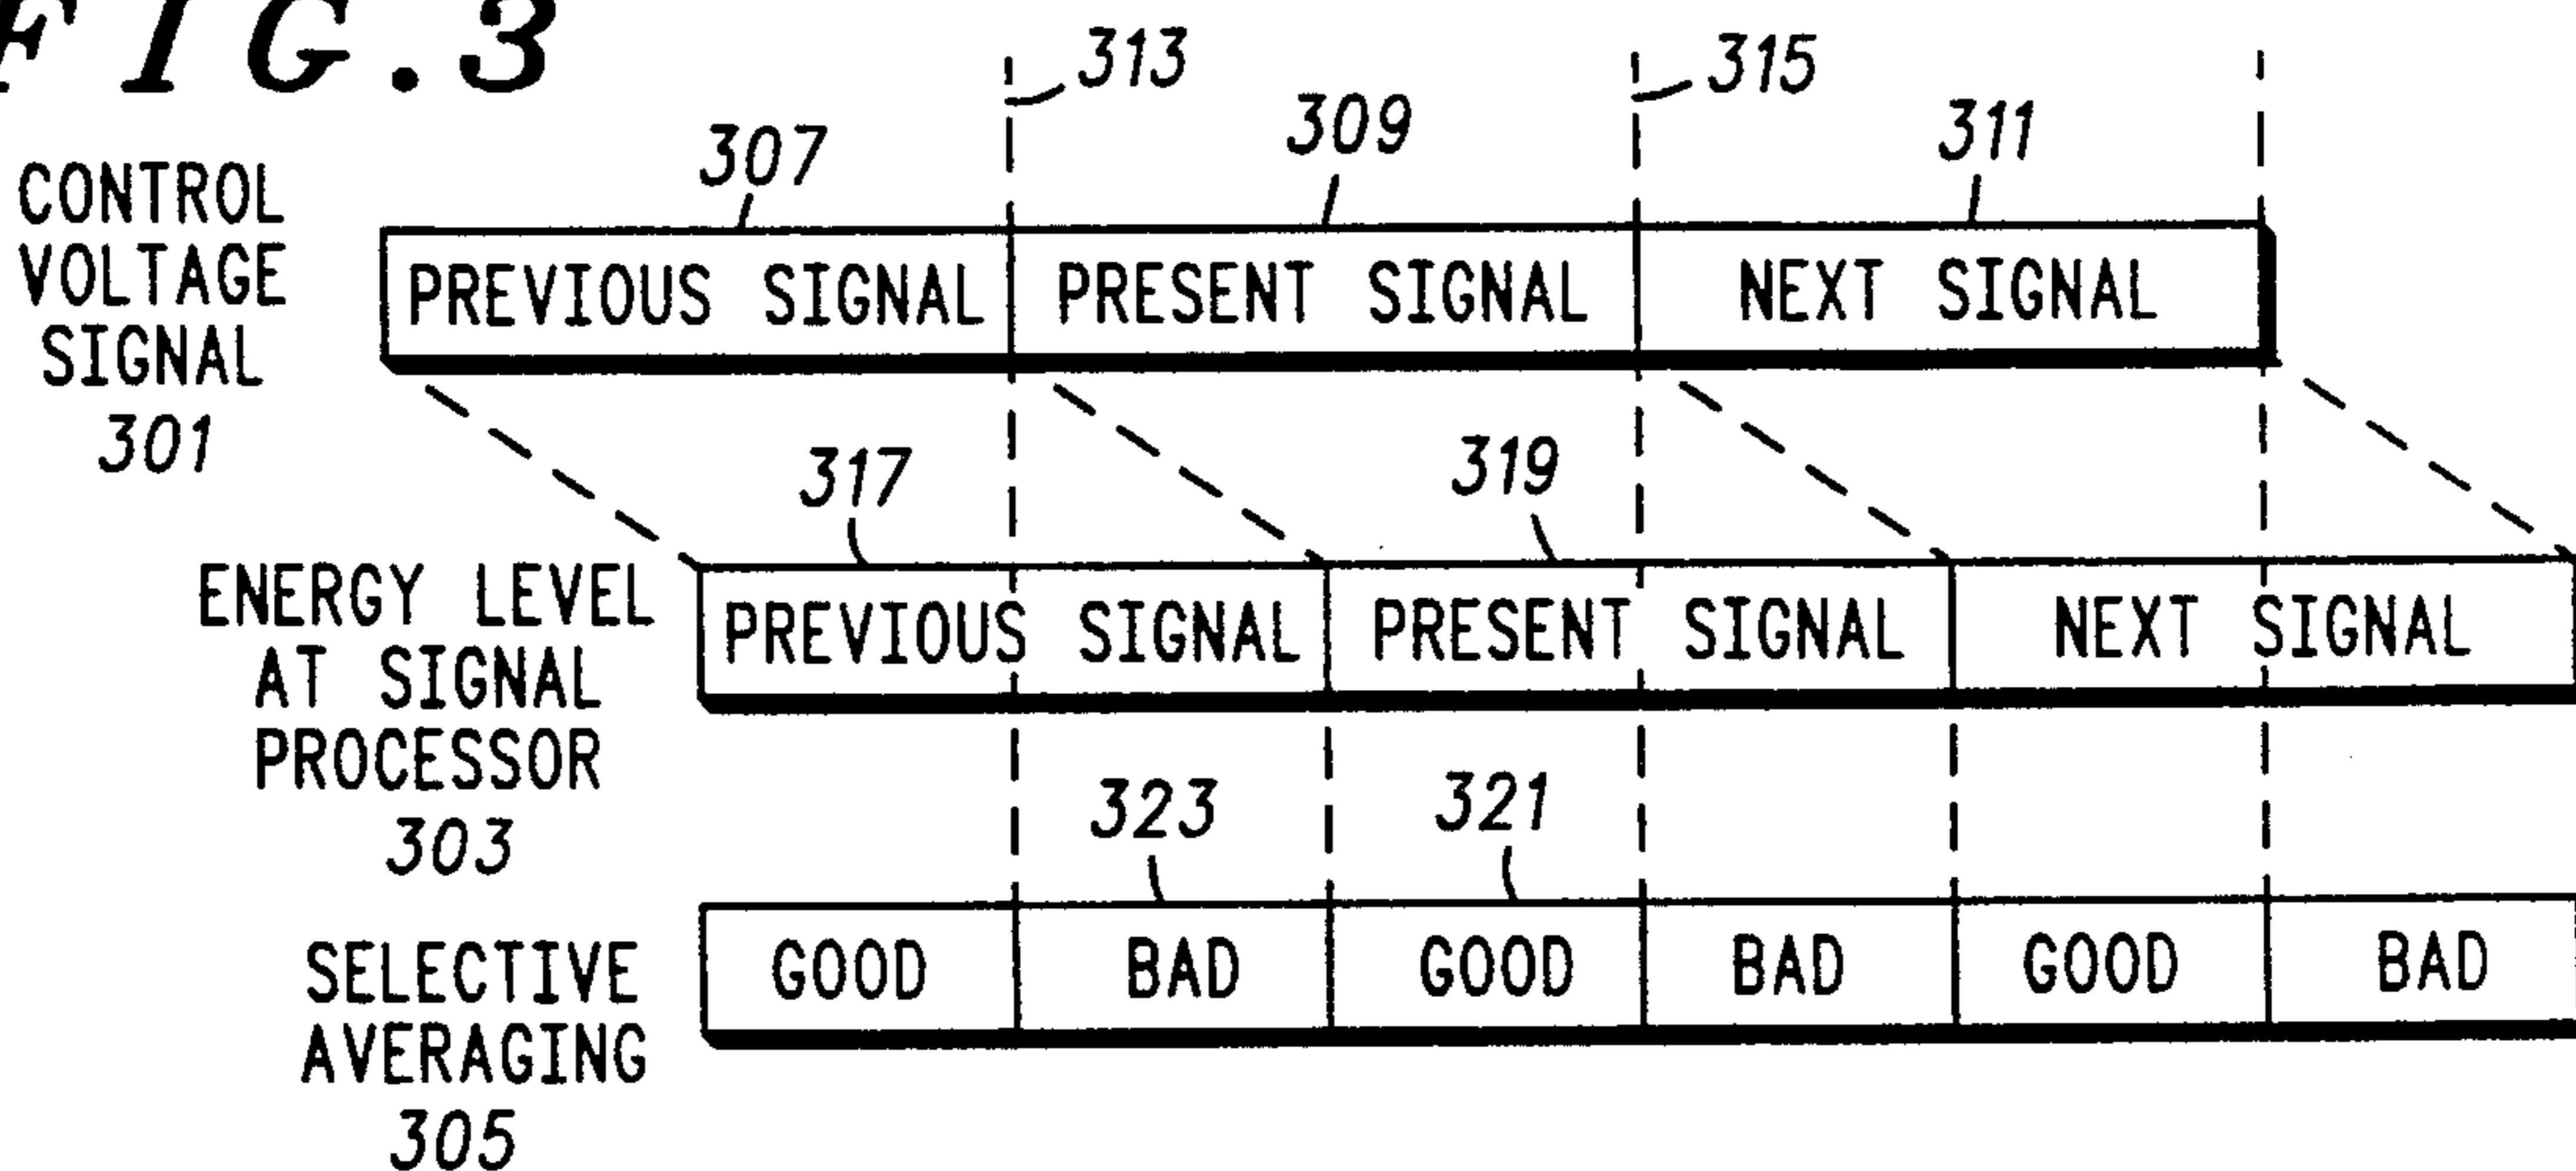 FIG.3
313
315
307
309
311
CONTROL
VOLTAGE
SIGNAL
301
PREVIOUS SIGNAL
PRESENT SIGNAL
NEXT SIGNAL
317
319
ENERGY LEVEL
AT SIGNAL
PROCESSOR
303
PREVIOUS SIGNAL
PRESENT SIGNAL
NEXT SIGNAL
323
321
SELECTIVE
AVERAGING
305
GOOD
BAD
GOOD
BAD
GOOD
BAD